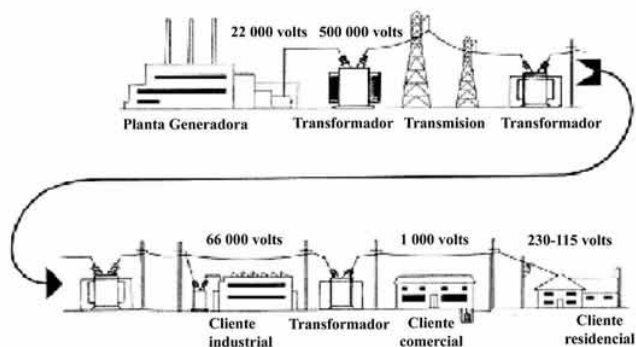 22 000 volts 500 000 volts
Planta Generadora Transformador Transmision Transformador
66 000 volts 1 000 volts 230-115 volts
Cliente industrial Transformador Cliente comercial Cliente residencial